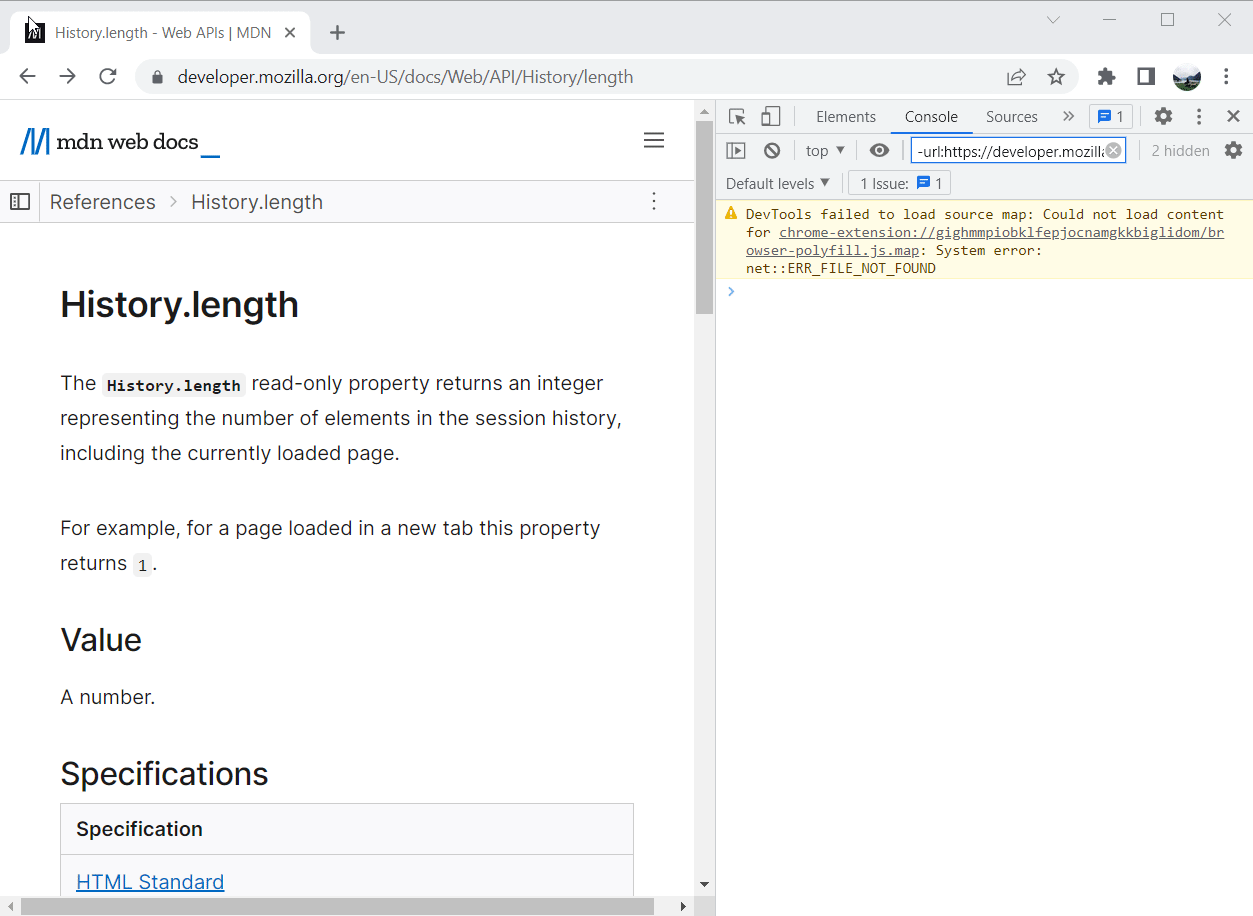 History.length - Web APIs | MDN
developer.mozilla.org/en-US/docs/Web/API/History/length
mdn web docs_
References > History.length
History.length
The History.length read-only property returns an integer
representing the number of elements in the session history,
including the currently loaded page.
For example, for a page loaded in a new tab this property
returns 1.
Value
A number.
Specifications
Specification
HTML Standard
Elements Console Sources 1
top -url:https://developer.mozilla 2 hidden
Default levels 1 Issue: 1
DevTools failed to load source map: Could not load content
for chrome-extension://gighmmpiobklfepjocnamgkkbiglidom/br
owser-polyfill.js.map: System error:
net::ERR_FILE_NOT_FOUND